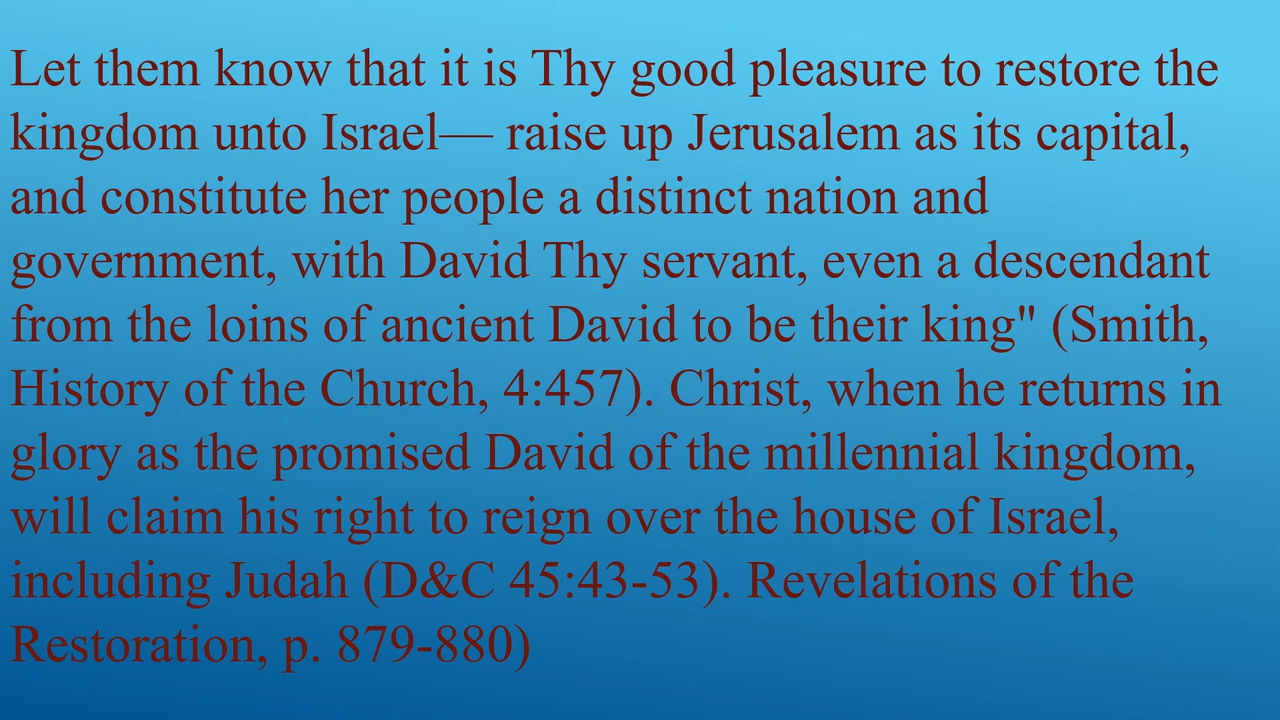 Let them know that it is Thy good pleasure to restore the
kingdom unto Israel— raise up Jerusalem as its capital,
and constitute her people a distinct nation and
government, with David Thy servant, even a descendant
from the loins of ancient David to be their king" (Smith,
History of the Church, 4:457). Christ, when he returns in
glory as the promised David of the millennial kingdom,
will claim his right to reign over the house of Israel,
including Judah (D&C 45:43-53). Revelations of the
Restoration, p. 879-880)